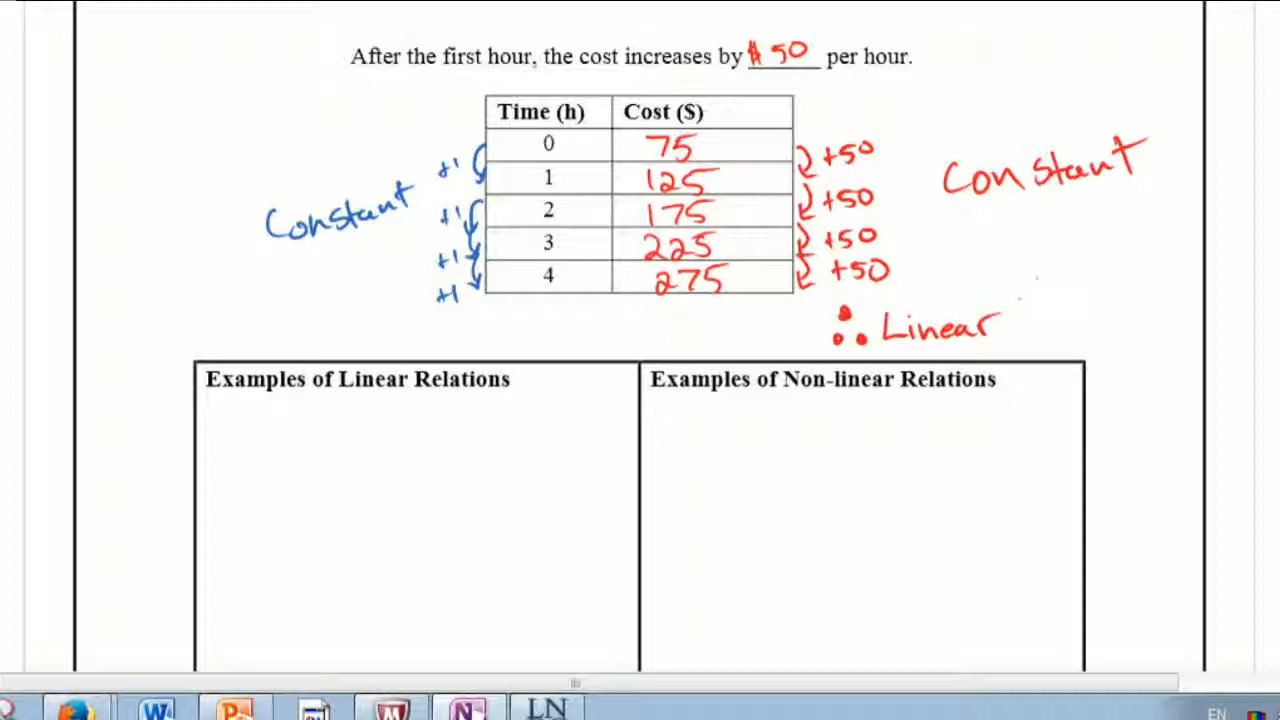 After the first hour, the cost increases by $ 50 per hour.
Time (h) Cost ($)
0 75
1 125
2 175
3 225
4 275
+1
+1
+1
+1
Constant
+50
+50
+50
+50
Constant
∴ Linear
Examples of Linear Relations
Examples of Non-linear Relations
W
P
N
LN
EN